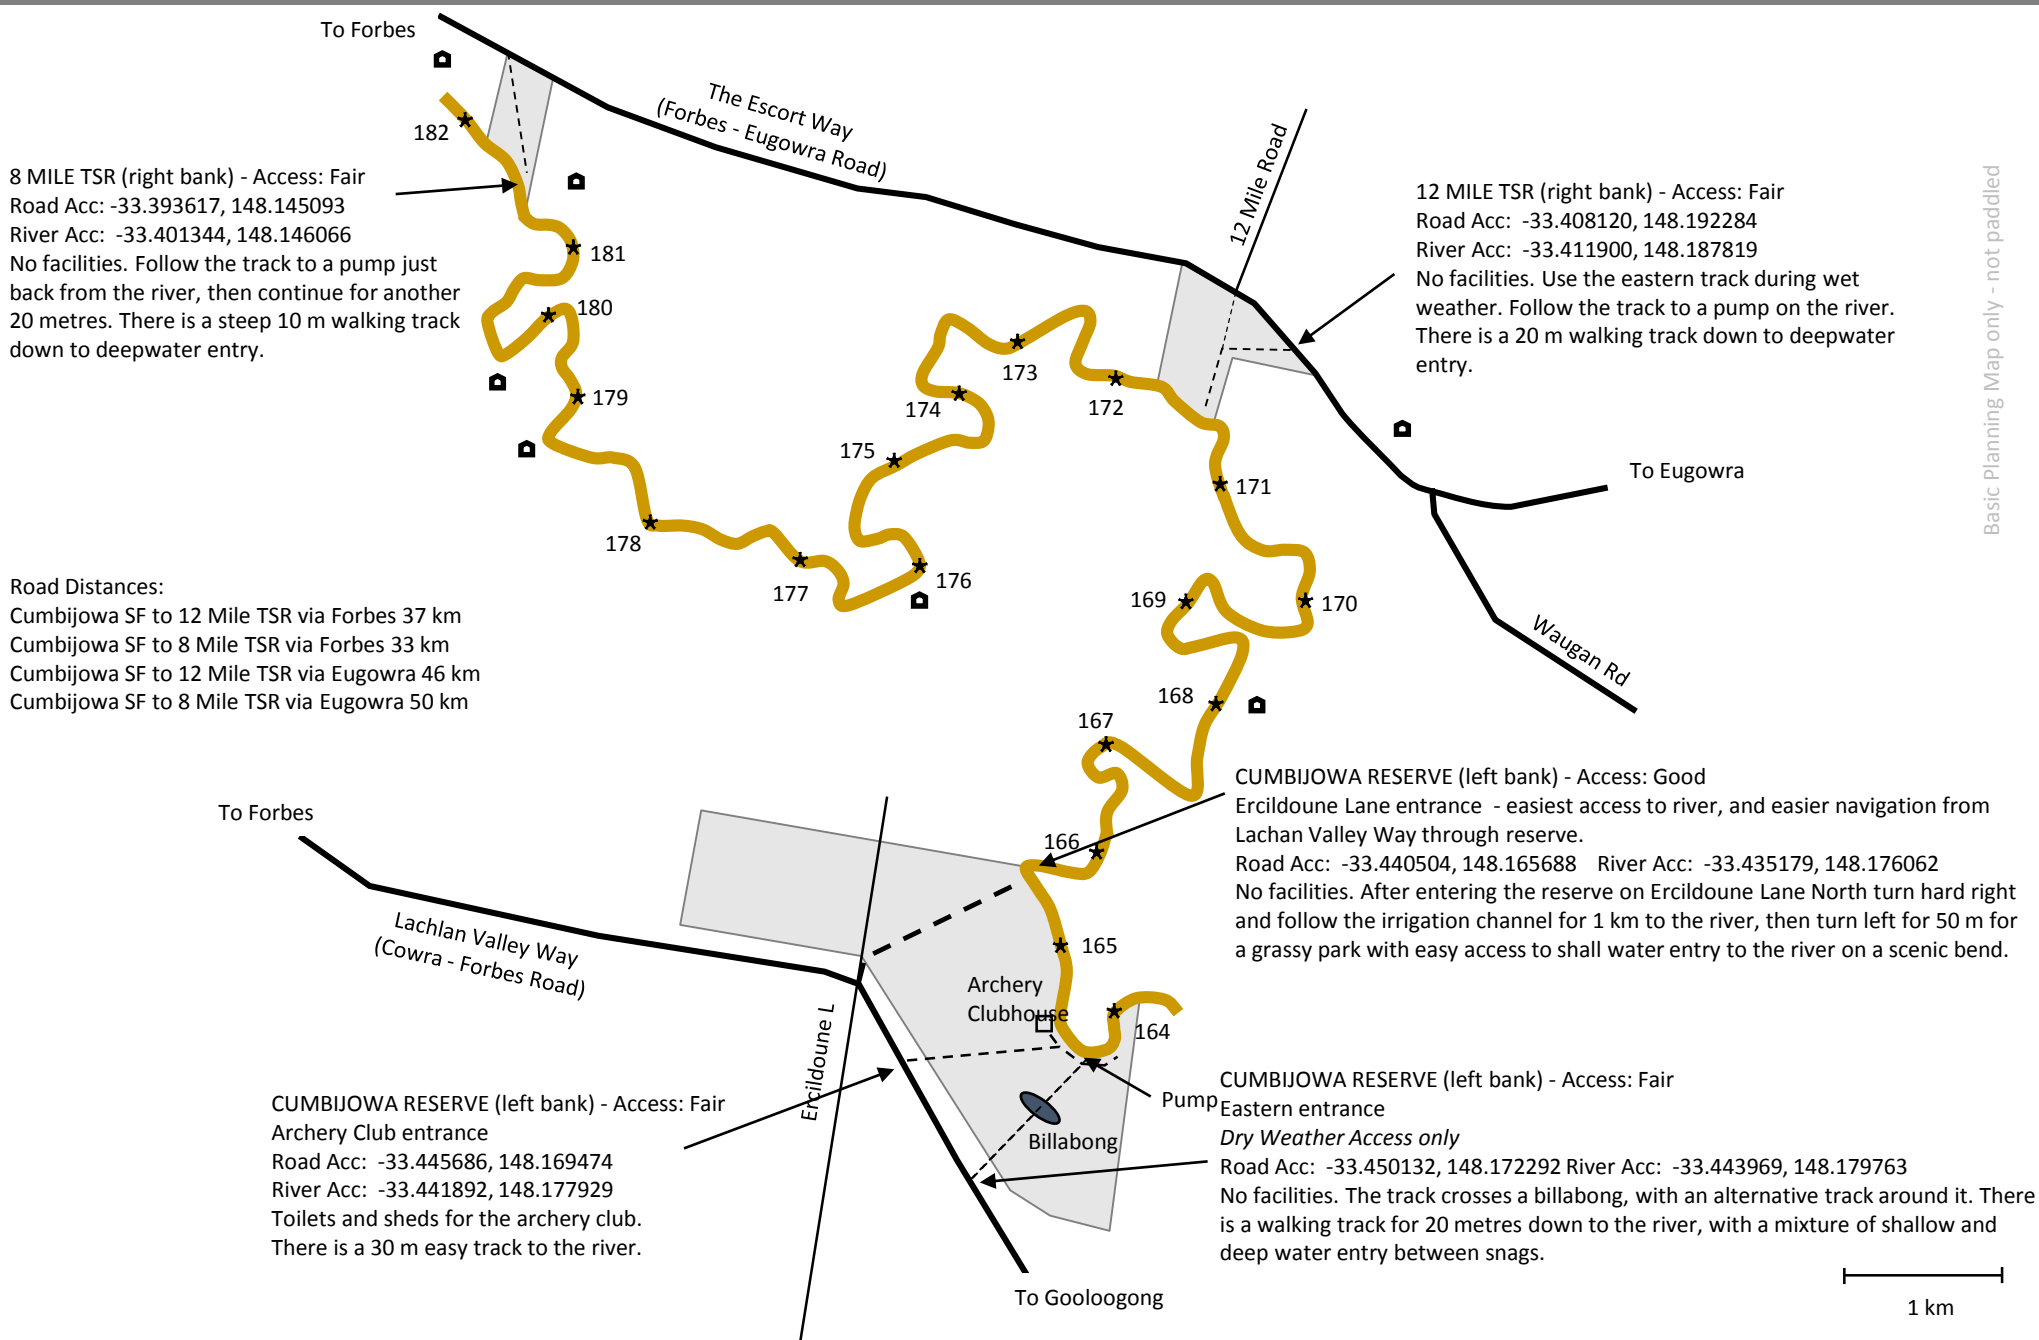 To Forbes
The Escort Way
(Forbes - Eugowra Road)
12 Mile Road
182
8 MILE TSR (right bank) - Access: Fair
Road Acc: -33.393617, 148.145093
River Acc: -33.401344, 148.146066
No facilities. Follow the track to a pump just
back from the river, then continue for another
20 metres. There is a steep 10 m walking track
down to deepwater entry.
12 MILE TSR (right bank) - Access: Fair
Road Acc: -33.408120, 148.192284
River Acc: -33.411900, 148.187819
No facilities. Use the eastern track during wet
weather. Follow the track to a pump on the river.
There is a 20 m walking track down to deepwater
entry.
Basic Planning Map only - not paddled
181
180
179
173
174
172
175
171
To Eugowra
178
177
176
169
170
Waugan Rd
Road Distances:
Cumbijowa SF to 12 Mile TSR via Forbes 37 km
Cumbijowa SF to 8 Mile TSR via Forbes 33 km
Cumbijowa SF to 12 Mile TSR via Eugowra 46 km
Cumbijowa SF to 8 Mile TSR via Eugowra 50 km
168
167
166
To Forbes
Lachlan Valley Way
(Cowra - Forbes Road)
CUMBIJOWA RESERVE (left bank) - Access: Good
Ercildoune Lane entrance - easiest access to river, and easier navigation from
Lachan Valley Way through reserve.
Road Acc: -33.440504, 148.165688 River Acc: -33.435179, 148.176062
No facilities. After entering the reserve on Ercildoune Lane North turn hard right
and follow the irrigation channel for 1 km to the river, then turn left for 50 m for
a grassy park with easy access to shall water entry to the river on a scenic bend.
165
Archery
Clubhouse
164
Ercildoune L
Pump
Billabong
CUMBIJOWA RESERVE (left bank) - Access: Fair
Archery Club entrance
Road Acc: -33.445686, 148.169474
River Acc: -33.441892, 148.177929
Toilets and sheds for the archery club.
There is a 30 m easy track to the river.
CUMBIJOWA RESERVE (left bank) - Access: Fair
Eastern entrance
Dry Weather Access only
Road Acc: -33.450132, 148.172292 River Acc: -33.443969, 148.179763
No facilities. The track crosses a billabong, with an alternative track around it. There
is a walking track for 20 metres down to the river, with a mixture of shallow and
deep water entry between snags.
To Gooloogong
1 km